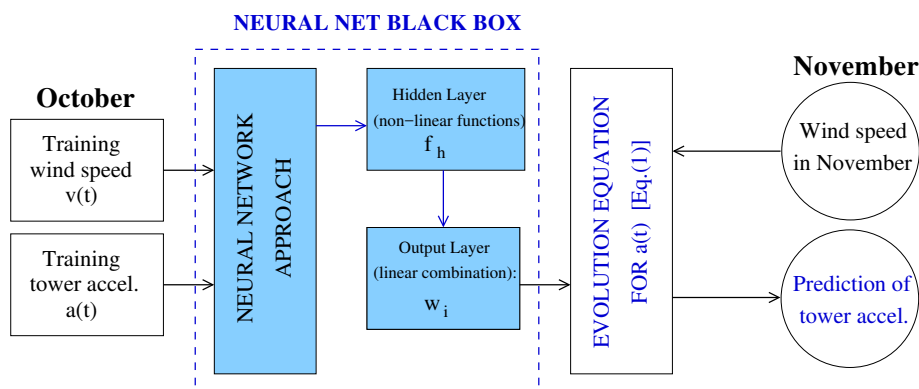 NEURAL NET BLACK BOX
October
Training
wind speed
v(t)
Training
tower accel.
a(t)
NEURAL NETWORK
APPROACH
Hidden Layer
(non−linear functions)
f h
Output Layer
(linear combination):
w i
EVOLUTION EQUATION
FOR a(t) [Eq.(1)]
November
Wind speed
in November
Prediction of
tower accel.